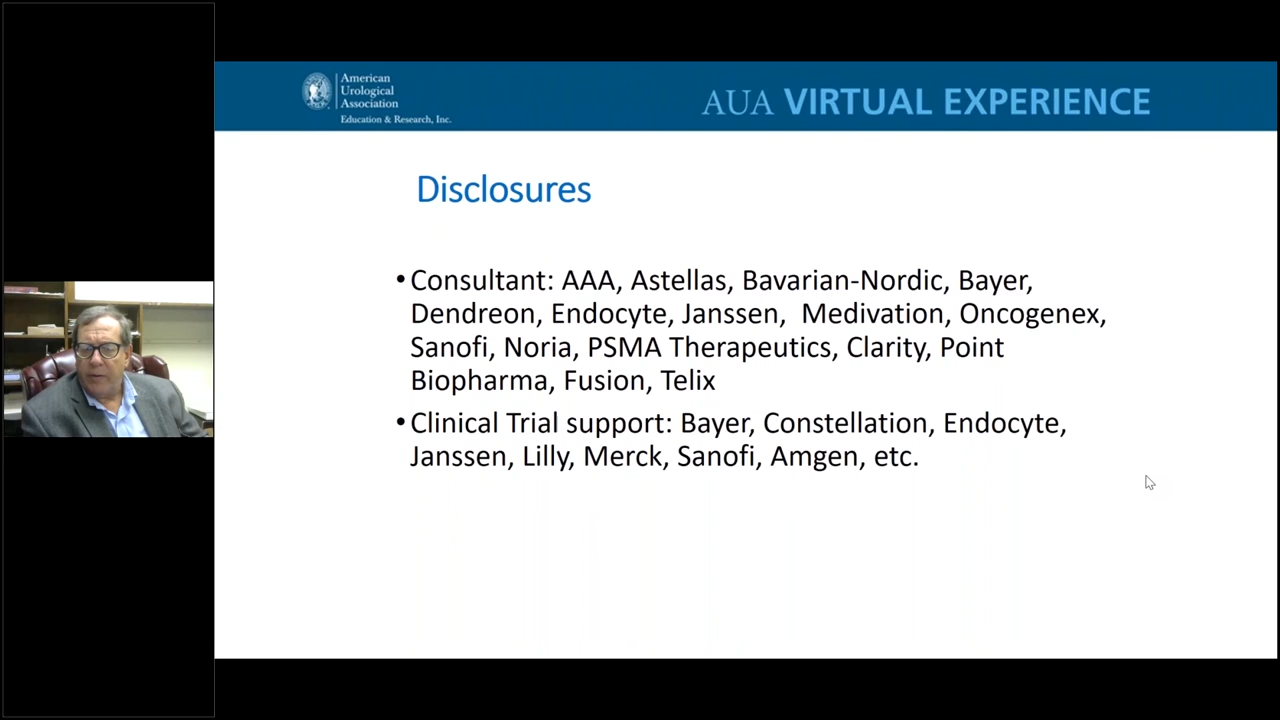 American
Urological
Association
Education & Research, Inc.
AUA VIRTUAL EXPERIENCE
Disclosures
• Consultant: AAA, Astellas, Bavarian-Nordic, Bayer,
Dendreon, Endocyte, Janssen, Medivation, Oncogenex,
Sanofi, Noria, PSMA Therapeutics, Clarity, Point
Biopharma, Fusion, Telix
• Clinical Trial support: Bayer, Constellation, Endocyte,
Janssen, Lilly, Merck, Sanofi, Amgen, etc.